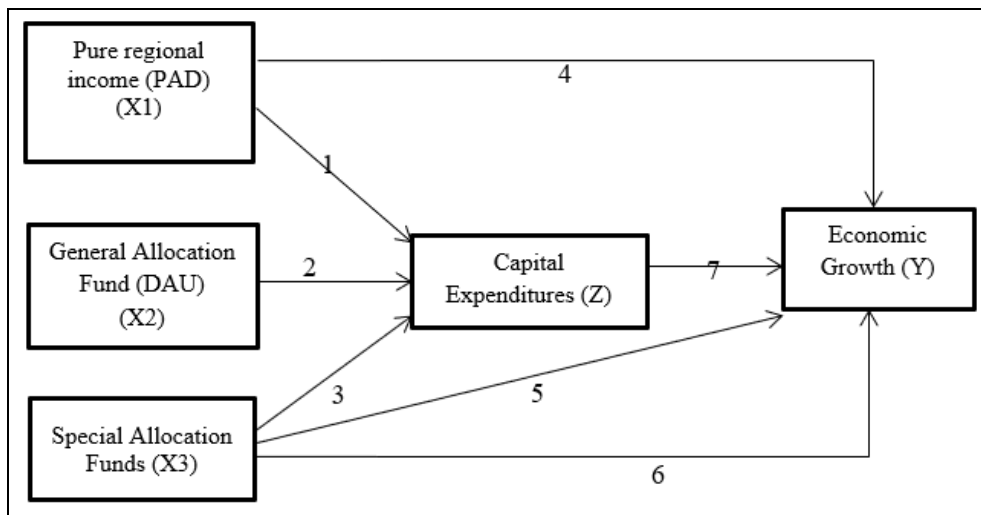 Pure regional
income (PAD)
(X1)
4
1
General Allocation
Fund (DAU)
(X2)
2
Capital
Expenditures (Z)
7
Economic
Growth (Y)
3
5
Special Allocation
Funds (X3)
6